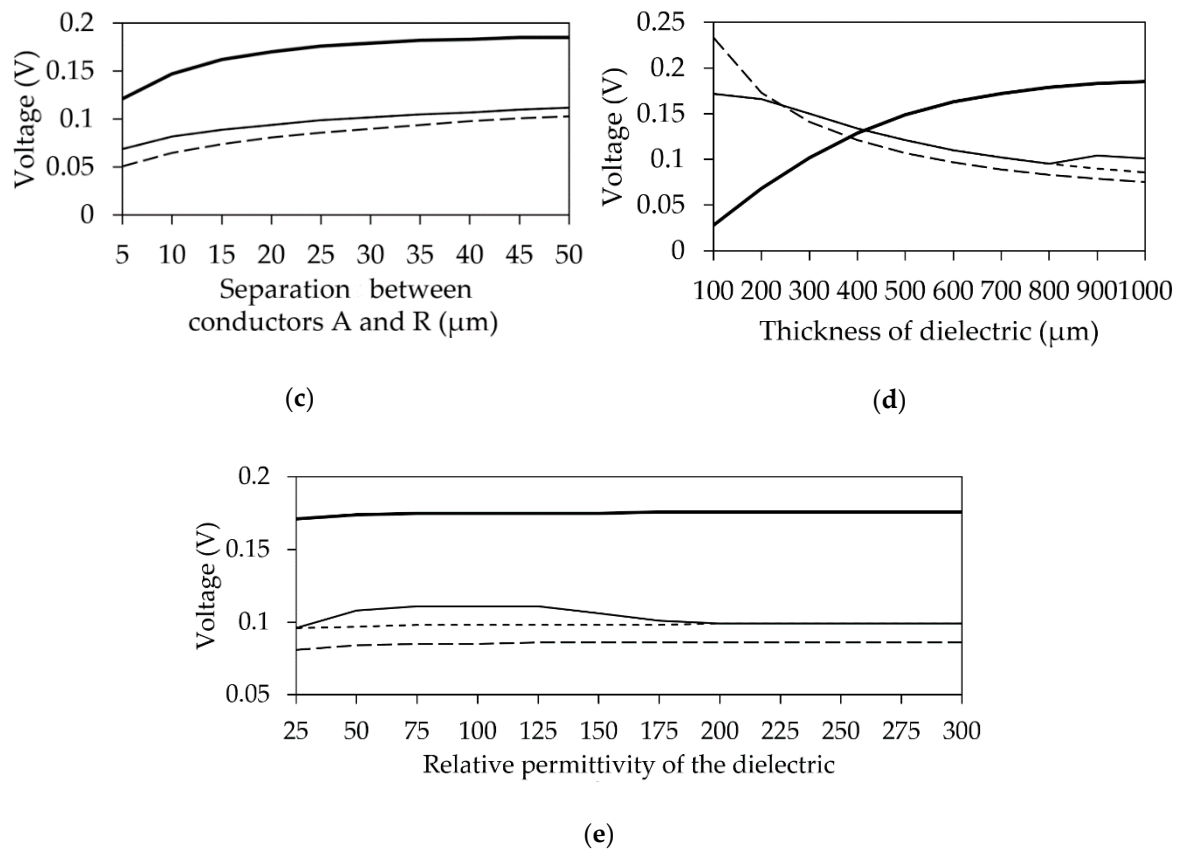 0.2
0.15
0.1
0.05
0
Voltage (V)
5 10 15 20 25 30 35 40 45 50
Separation between
conductors A and R (μm)
(c)
0.25
0.2
0.15
0.1
0.05
0
Voltage (V)
100 200 300 400 500 600 700 800 900 1000
Thickness of dielectric (μm)
(d)
0.2
0.15
0.1
0.05
Voltage (V)
25 50 75 100 125 150 175 200 225 250 275 300
Relative permittivity of the dielectric
(e)